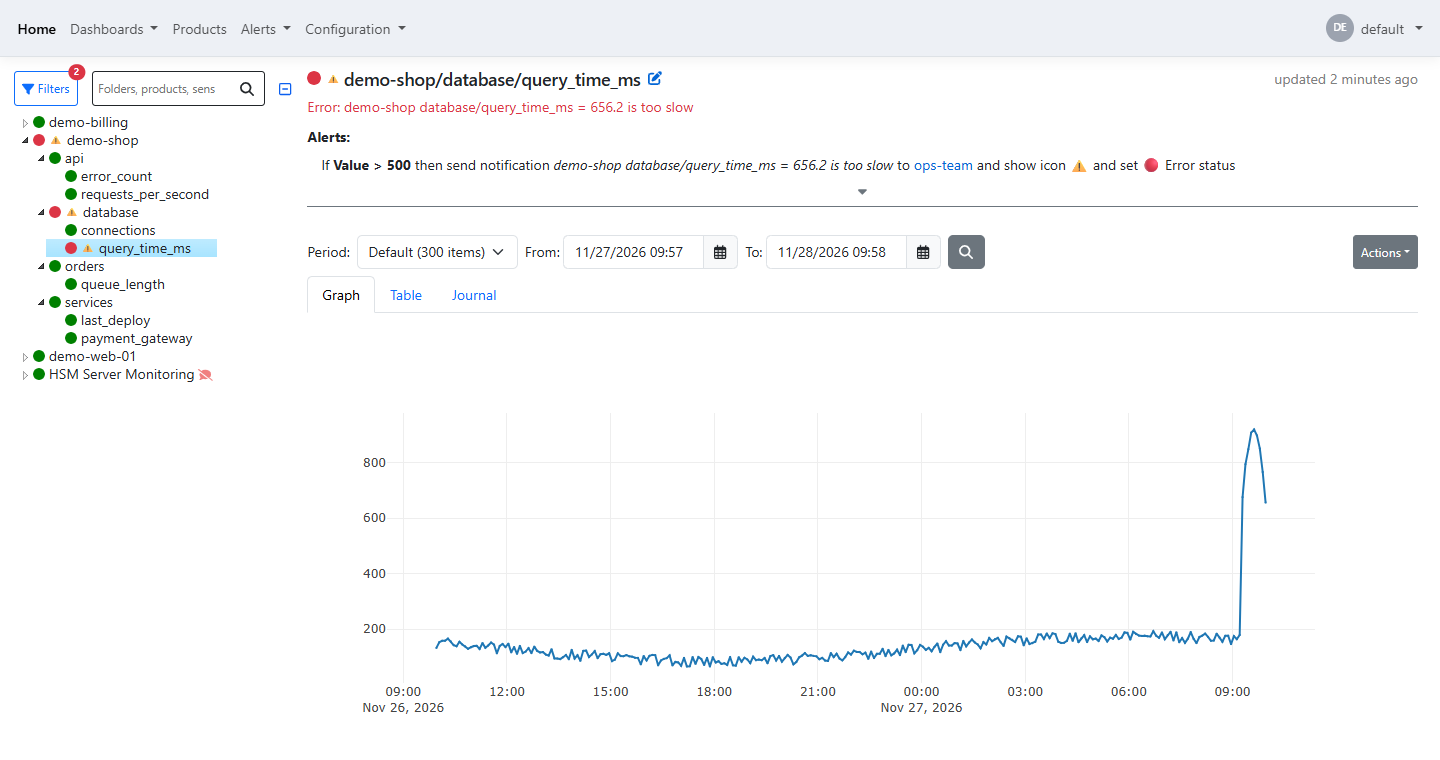 Home Dashboards Products Alerts Configuration DE default
Filters 2 Folders, products, sens
demo-billing
demo-shop
api
error_count
requests_per_second
database
connections
query_time_ms
orders
queue_length
services
last_deploy
payment_gateway
demo-web-01
HSM Server Monitoring
demo-shop/database/query_time_ms updated 2 minutes ago
Error: demo-shop database/query_time_ms = 656.2 is too slow
Alerts:
If Value > 500 then send notification demo-shop database/query_time_ms = 656.2 is too slow to ops-team and show icon ⚠ and set Error status
Period: Default (300 items) From: 11/27/2026 09:57 To: 11/28/2026 09:58 Actions
Graph Table Journal
800
600
400
200
09:00 12:00 15:00 18:00 21:00 00:00 03:00 06:00 09:00
Nov 26, 2026 Nov 27, 2026